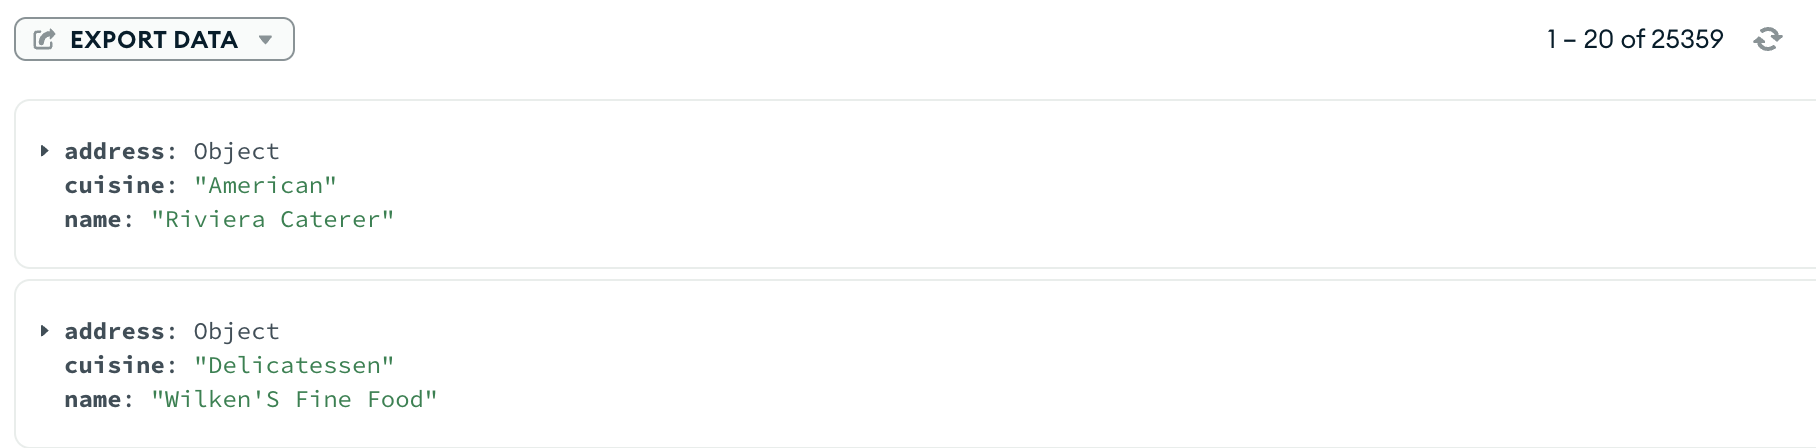 EXPORT DATA
1 – 20 of 25359
address: Object
cuisine: "American"
name: "Riviera Caterer"
address: Object
cuisine: "Delicatessen"
name: "Wilken'S Fine Food"